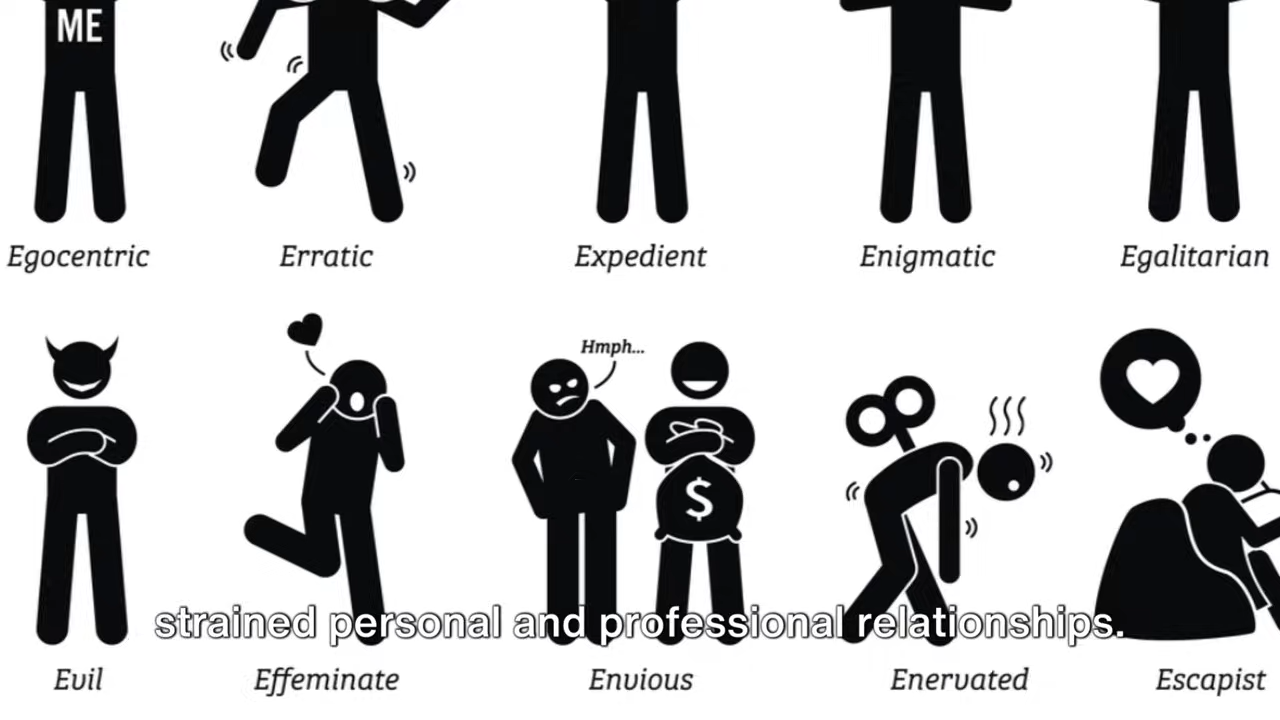 ME
Egocentric
Erratic
Expedient
Enigmatic
Egalitarian
Hmph...
$
strained personal and professional relationships.
Evil
Effeminate
Envious
Enervated
Escapist